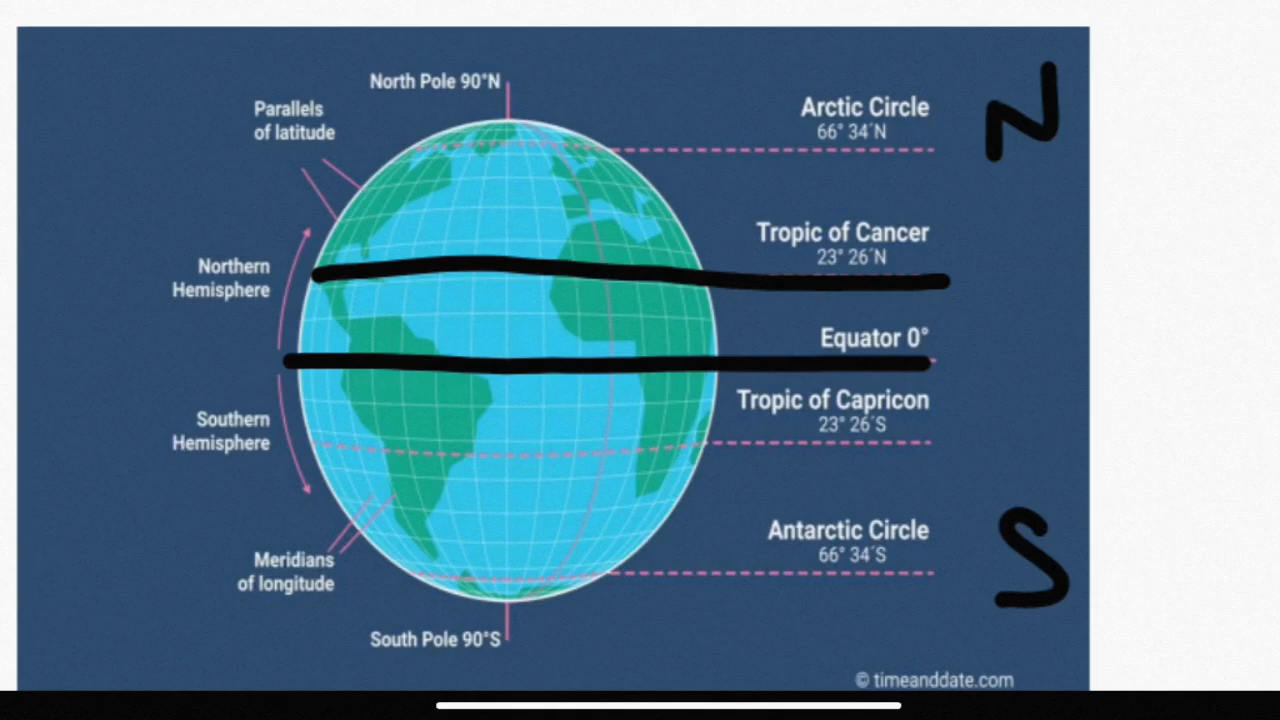 North Pole 90°N
Parallels
of latitude
Arctic Circle
66° 34´N
N
Tropic of Cancer
23° 26´N
Northern
Hemisphere
Equator 0°
Tropic of Capricon
23° 26´S
Southern
Hemisphere
Antarctic Circle
66° 34´S
S
Meridians
of longitude
South Pole 90°S
© timeanddate.com